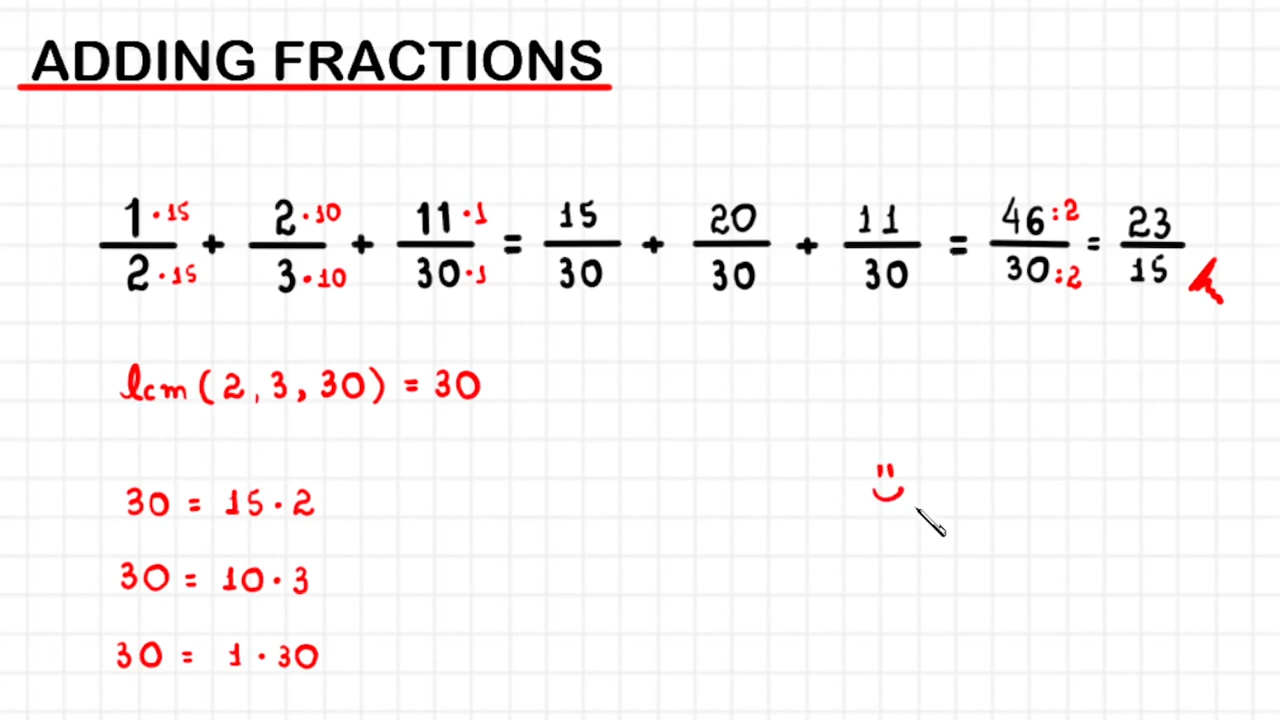 ADDING FRACTIONS
1·15/2·15 + 2·10/3·10 + 11·1/30·1 = 15/30 + 20/30 + 11/30 = 46:2/30:2 = 23/15
lcm (2, 3, 30) = 30
30 = 15·2
30 = 10·3
30 = 1·30